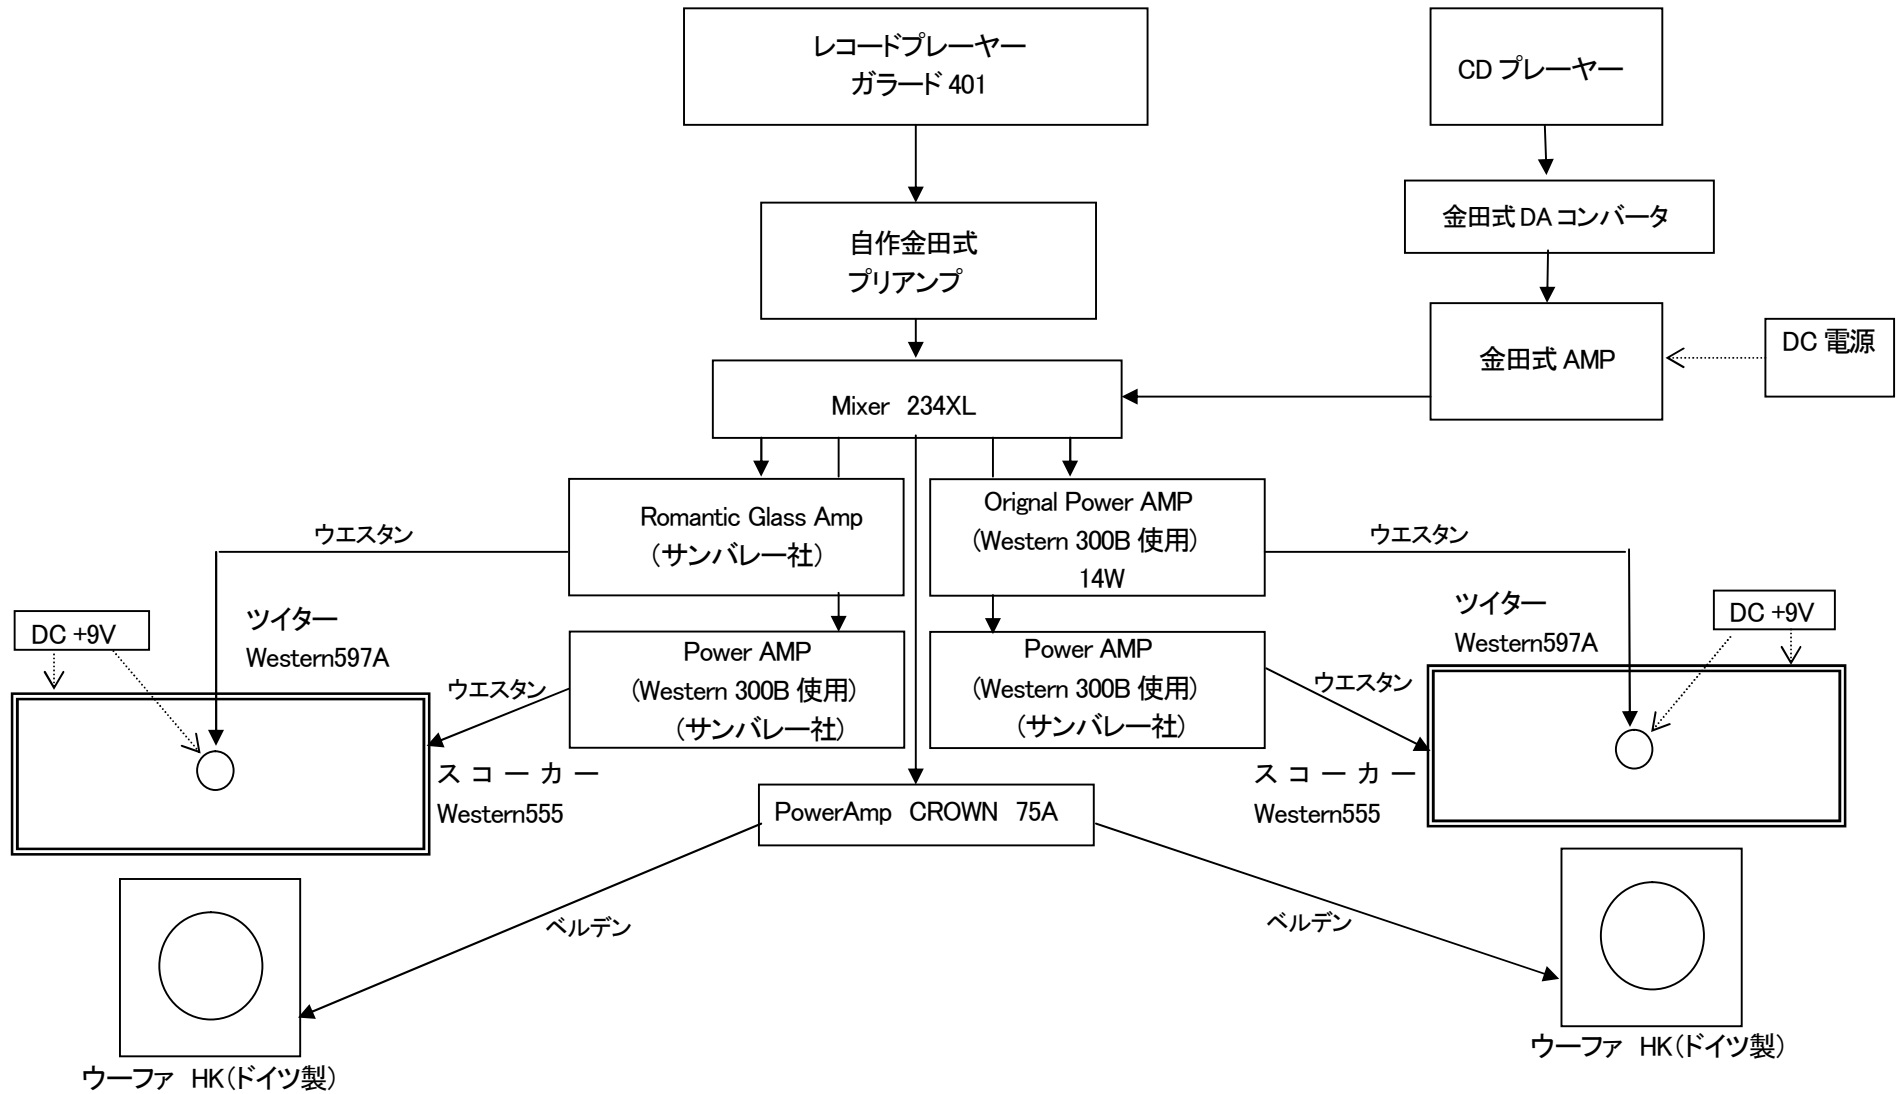 レコードプレーヤー
ガラード 401
CD プレーヤー
金田式 DA コンバータ
自作金田式
プリアンプ
金田式 AMP
DC 電源
Mixer 234XL
Romantic Glass Amp
（サンバレー社）
Orignal Power AMP
(Western 300B 使用)
14W
ウエスタン
ウエスタン
DC +9V
ツイター
Western597A
ツイター
Western597A
DC +9V
Power AMP
(Western 300B 使用)
（サンバレー社）
Power AMP
(Western 300B 使用)
（サンバレー社）
ウエスタン
ウエスタン
スコーカー
Western555
スコーカー
Western555
PowerAmp CROWN 75A
ベルデン
ベルデン
ウーファ HK（ドイツ製）
ウーファ HK（ドイツ製）